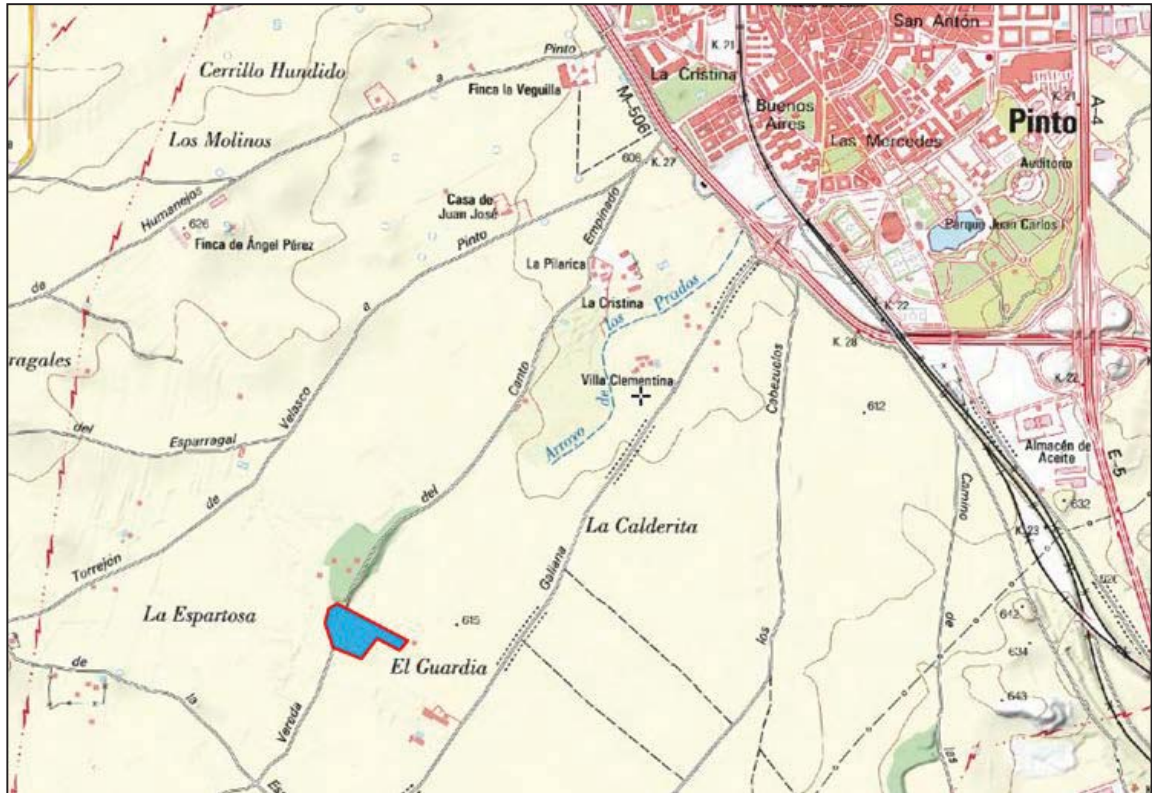 San Antón
K. 21
Pinto
Cerrillo Hundido
a
Finca la Veguilla
La Cristina
M-506
Buenos
Aires
Las Mercedes
Pinto
K. 21
A-4
Los Molinos
Auditorio
606
K. 27
Casa de
Juan José
Humanejos
626
Finca de Ángel Pérez
Pinto
Empinado
Parque Juan Carlos I
La Pilarica
de
a
La Cristina
los
Prados
K. 22
K. 28
ragales
Villa Clementina
de
Cabezuelos
K. 22
Velasco
Canto
612
del
Esparragal
Arroyo
Almacén de
Aceite
E-5
de
del
La Calderita
Camino
632
K. 23
Torrejón
Galiana
626
La Espartosa
615
El Guardia
los
de
642
634
de
la
643
Vereda
las